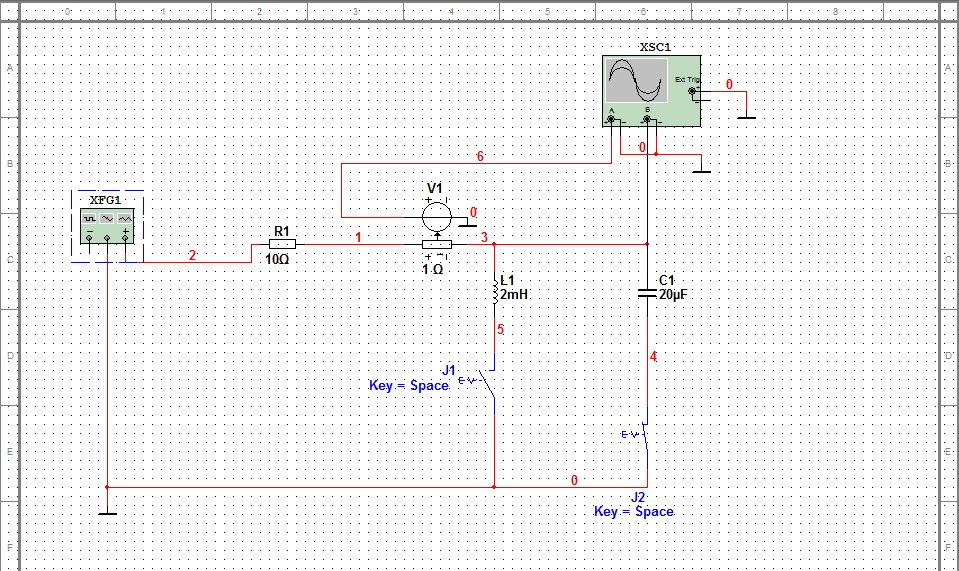 0 1 2 3 4 5 6 7 8
A A
XSC1
Ext Trig
0
A B
0
B B
6
V1
XFG1
0
R1
1
3
2
10Ω
1 Ω
C C
L1
2mH
C1
20µF
5
4
D D
J1
Key = Space
E E
0
J2
Key = Space
F F